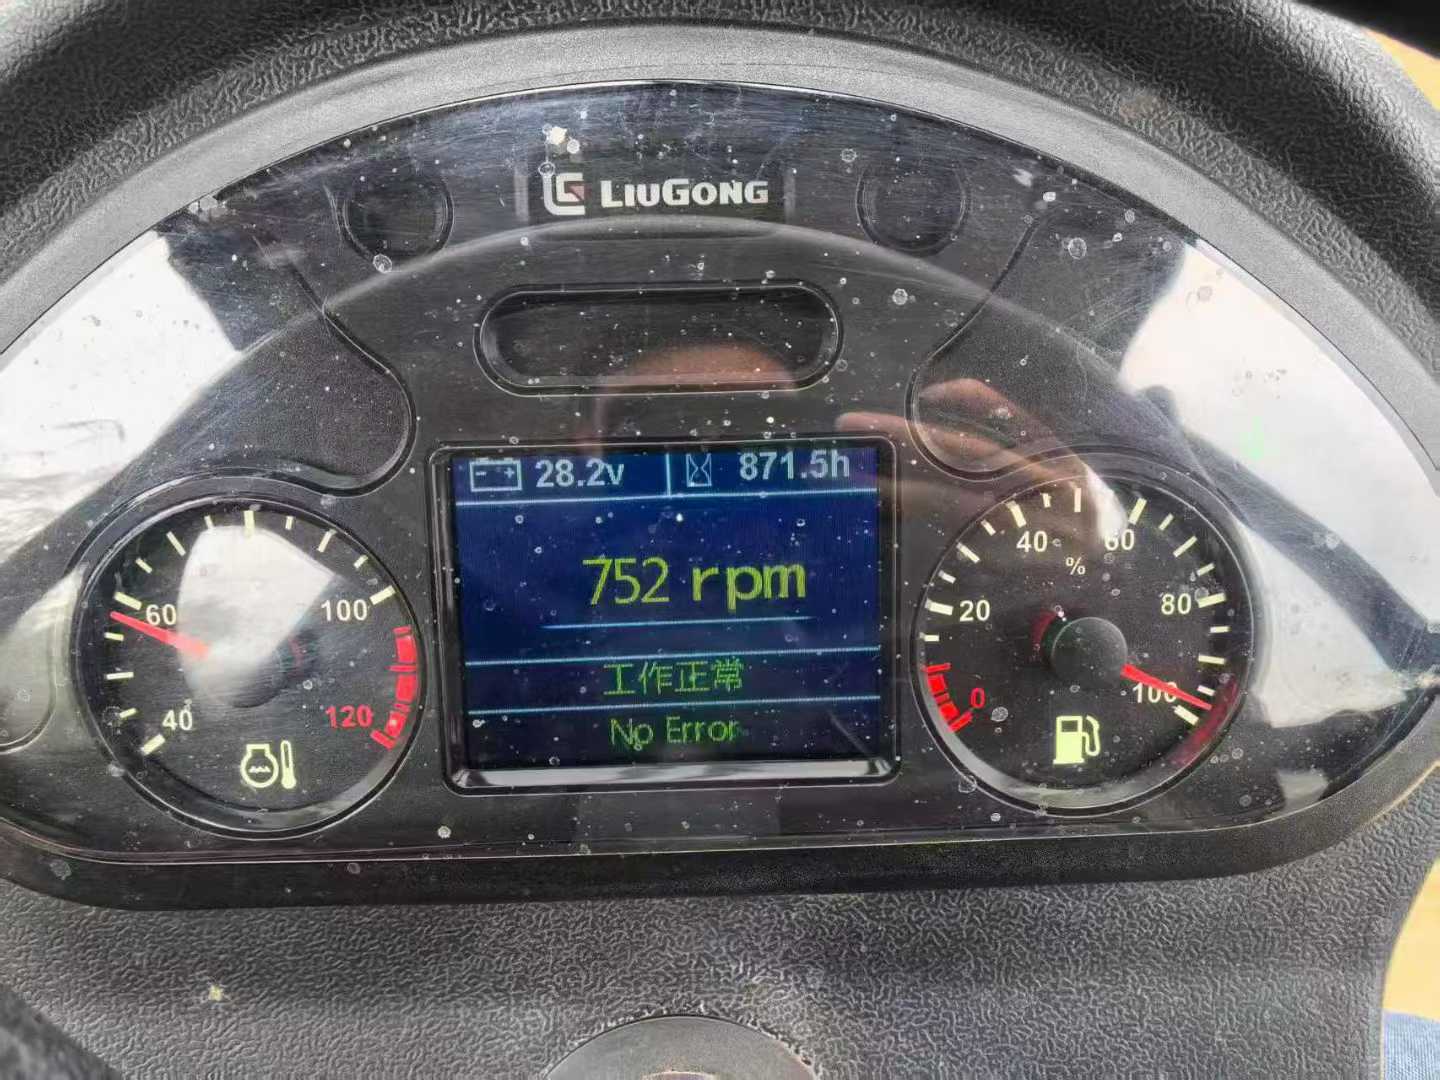 LIUGONG
28.2v 871.5h
752 rpm
工作正常
No Error
60 100
40 120
40 % 60
20 80
0 100